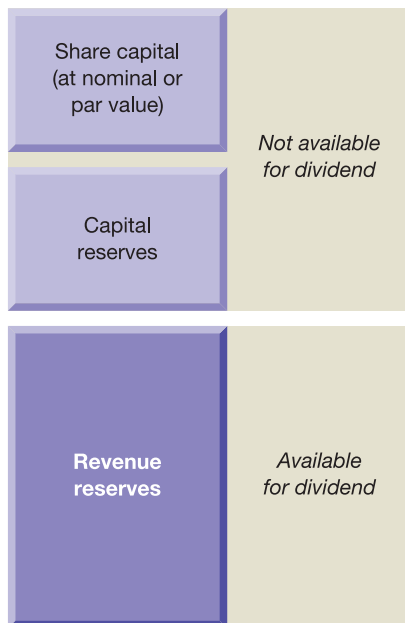 Share capital
(at nominal or
par value)
Not available
for dividend
Capital
reserves
Revenue
reserves
Available
for dividend